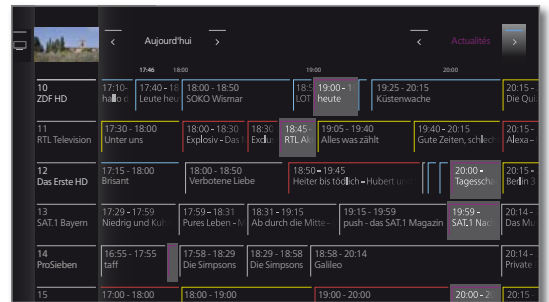 < Aujourd'hui > < Actualités >
17:46 18:00 19:00 20:00
10 17:10- 17:40 - 18 18:00 - 18:50 18:5 19:00 - 1 19:25 - 20:15 20:15 -
ZDF HD hallo d Leute heu SOKO Wismar LOT heute Küstenwache Die Qui
11 17:30 - 18:00 18:00 - 18:30 18:30 18:45 - 19:05 - 19:40 19:40 - 20:15 20:15 -
RTL Television Unter uns Explosiv - Das Exclus RTL Ak Alles was zählt Gute Zeiten, schlech Alexa –
12 17:15 - 18:00 18:00 - 18:50 18:50 – 19:45 20:00 - 20:15 -
Das Erste HD Brisant Verbotene Liebe Heiter bis tödlich – Hubert un Tagesscha Berlin 3
13 17:29 - 17:59 17:59 – 18:31 18:31 - 19:15 19:15 - 19:59 19:59 - 20:14 -
SAT.1 Bayern Niedrig und Kuh Pures Leben - M Ab durch die Mitte - push - das SAT.1 Magazin SAT.1 Nac Das Mu
14 16:55 - 17:55 17:58 - 18:29 18:29 - 18:58 18:58 - 20:14 20:14 -
ProSieben taff Die Simpsons Die Simpsons Galileo Private
15 17:00 - 18:00 18:00 - 19:00 19:00 - 20:00 20:00 - 20 20:15 -